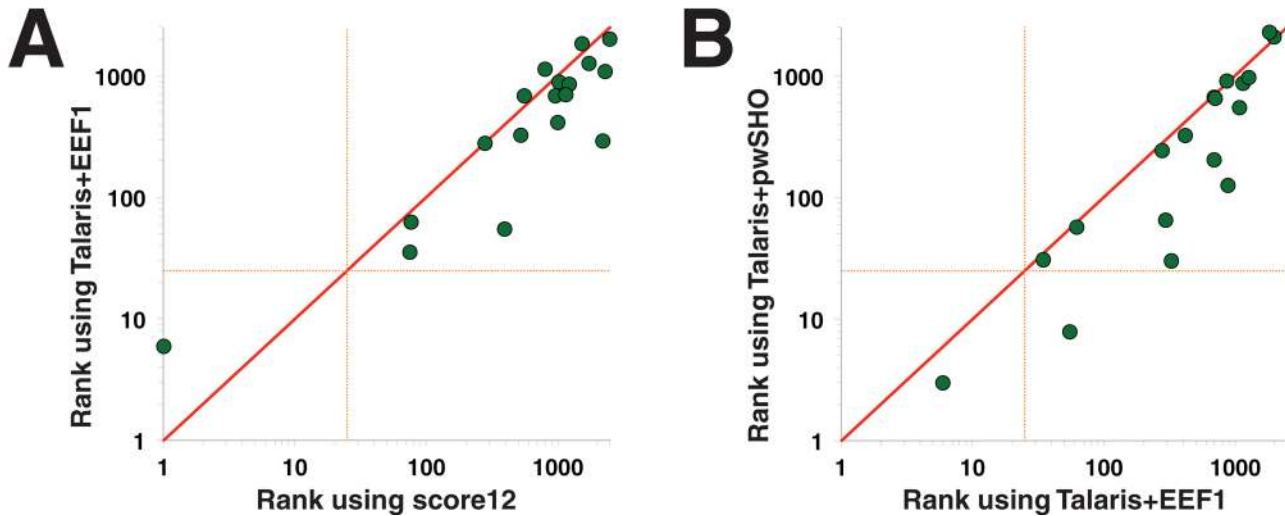 A
Rank using Talaris+EEF1
1000
100
10
1
1 10 100 1000
Rank using score12
B
Rank using Talaris+pwSHO
1000
100
10
1
1 10 100 1000
Rank using Talaris+EEF1